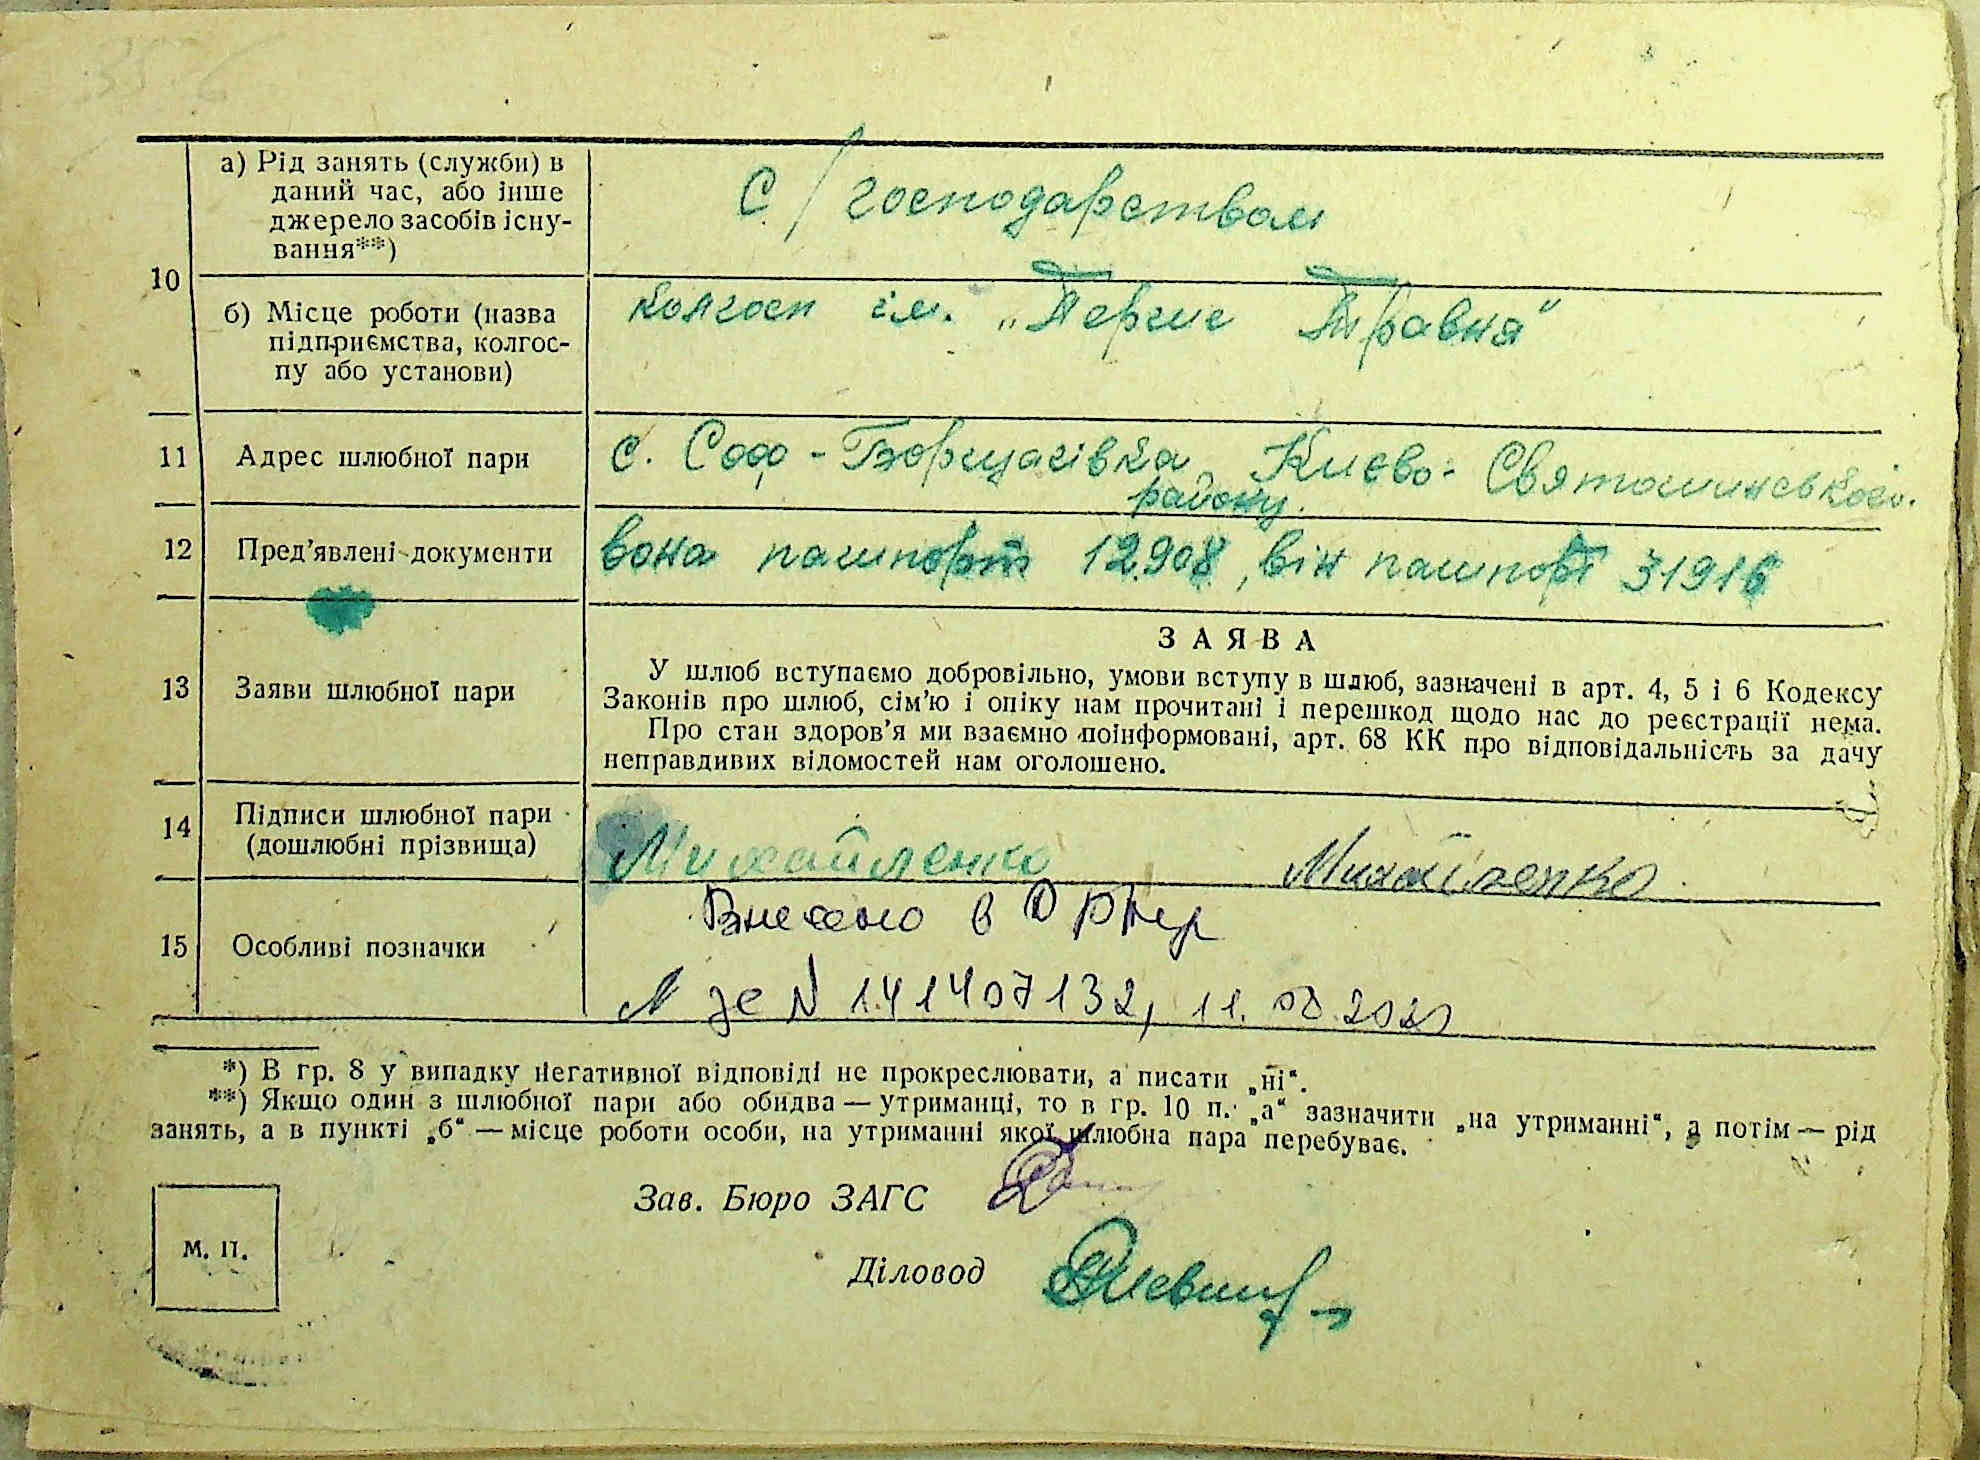 10
а) Рід занять (служби) в
даний час, або інше
джерело засобів існу-
вання**)
С/господарством
б) Місце роботи (назва
підприємства, колгос-
пу або установи)
колгосп ім. „Перше Травня"
11 Адрес шлюбної пари
с. Соф-Борщагівка Києво-Святошинського
району.
12 Пред'явлені документи
вона пашпорт 12908, він пашпорт 31916
13 Заяви шлюбної пари
ЗАЯВА
У шлюб вступаємо добровільно, умови вступу в шлюб, зазначені в арт. 4, 5 і 6 Кодексу
Законів про шлюб, сім'ю і опіку нам прочитані і перешкод щодо нас до реєстрації нема.
Про стан здоров'я ми взаємно поінформовані, арт. 68 КК про відповідальність за дачу
неправдивих відомостей нам оголошено.
14 Підписи шлюбної пари
(дошлюбні прізвища)
Михайленко Михайленко
15 Особливі позначки
Внесено в
N 141407132, 11.08.2020
*) В гр. 8 у випадку негативної відповіді не прокреслювати, а писати „ні".
**) Якщо один з шлюбної пари або обидва — утриманці, то в гр. 10 п. „а" зазначити „на утриманні", а потім — рід
занять, а в пункті „б" — місце роботи особи, на утриманні якої шлюбна пара перебуває.
Зав. Бюро ЗАГС
М. П.
Діловод